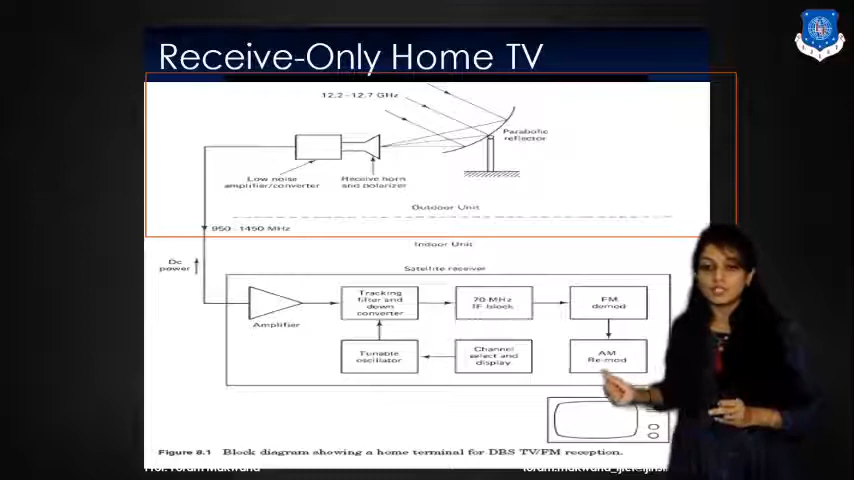 Receive-Only Home TV
12.2–12.7 GHz
Parabolic
reflector
Low noise
amplifier/converter
Receive horn
and polarizer
Outdoor Unit
950–1450 MHz
Indoor Unit
Dc
power
Satellite receiver
Amplifier
Tracking
filter and
down
converter
70-MHz
IF block
FM
demod
Tunable
oscillator
Channel
select and
display
AM
Re-mod
Figure 8.1 Block diagram showing a home terminal for DBS TV/FM reception.